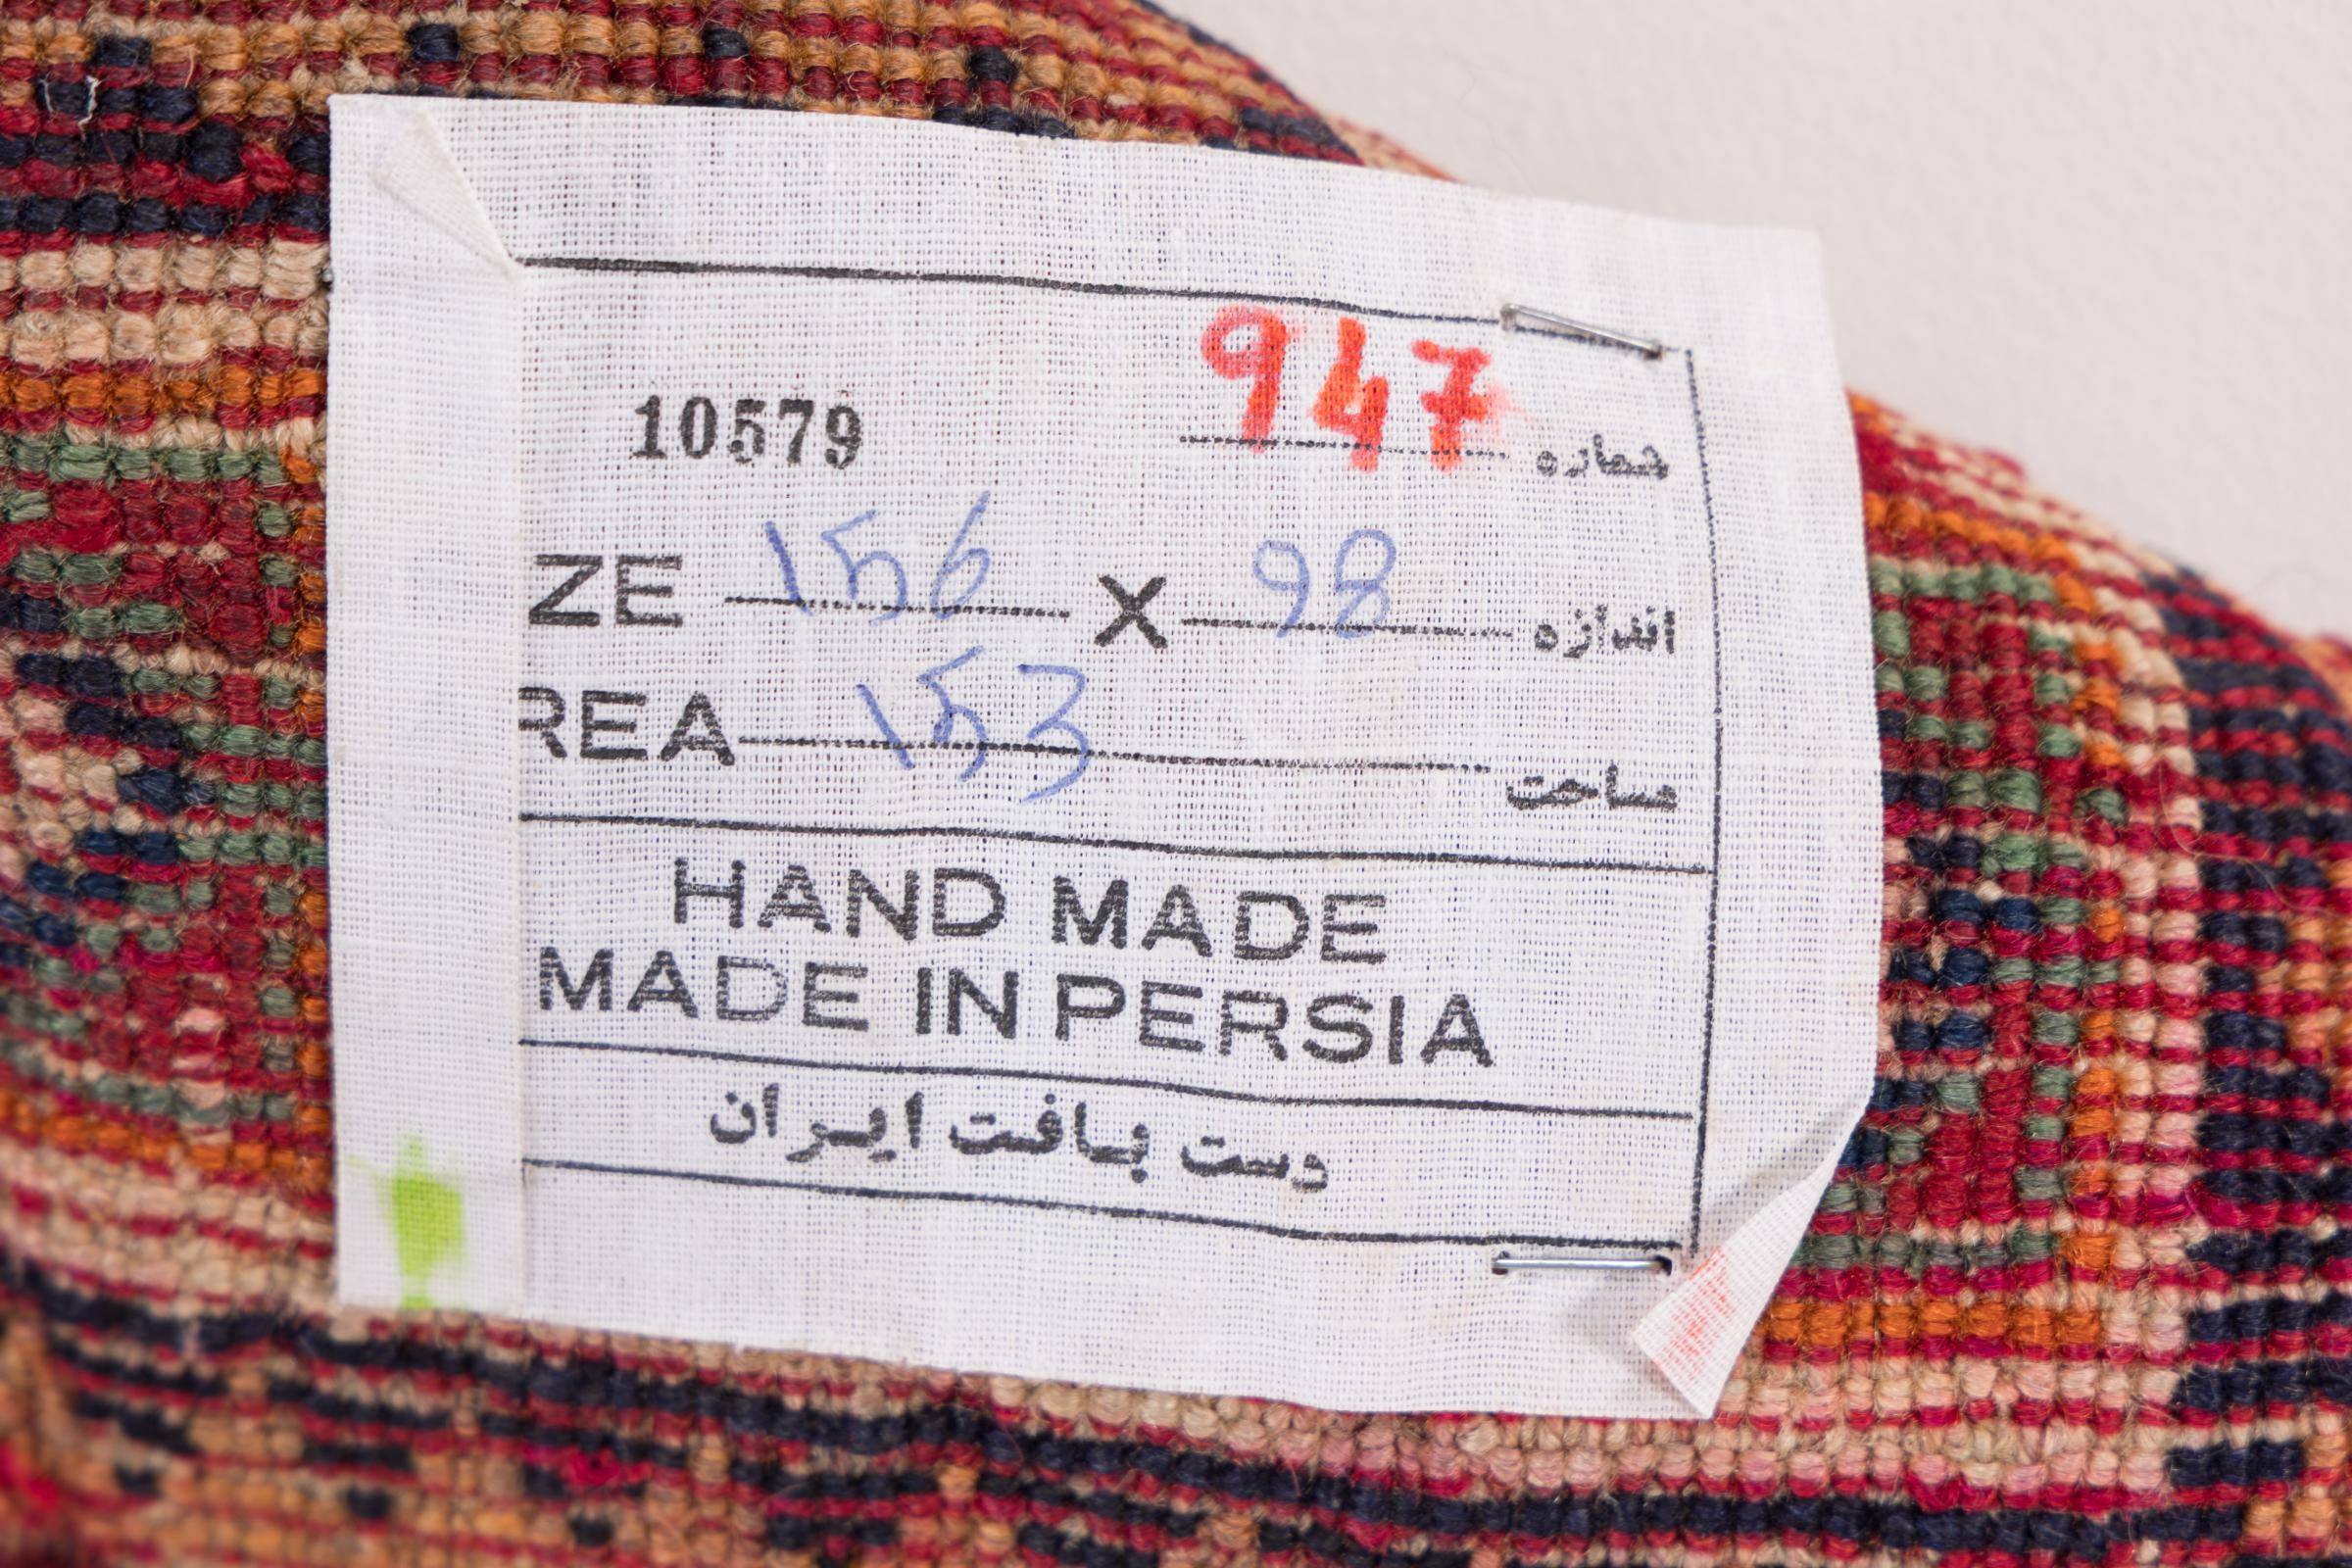 10579 947 شماره
ZE 156 X 98 اندازه
REA 153 مساحت
HAND MADE
MADE IN PERSIA
دست بافت ایران